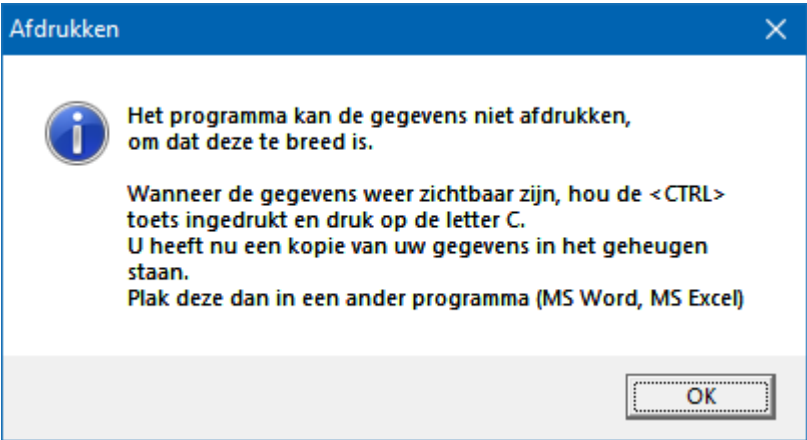 Afdrukken
Het programma kan de gegevens niet afdrukken,
om dat deze te breed is.
Wanneer de gegevens weer zichtbaar zijn, hou de <CTRL>
toets ingedrukt en druk op de letter C.
U heeft nu een kopie van uw gegevens in het geheugen
staan.
Plak deze dan in een ander programma (MS Word, MS Excel)
OK